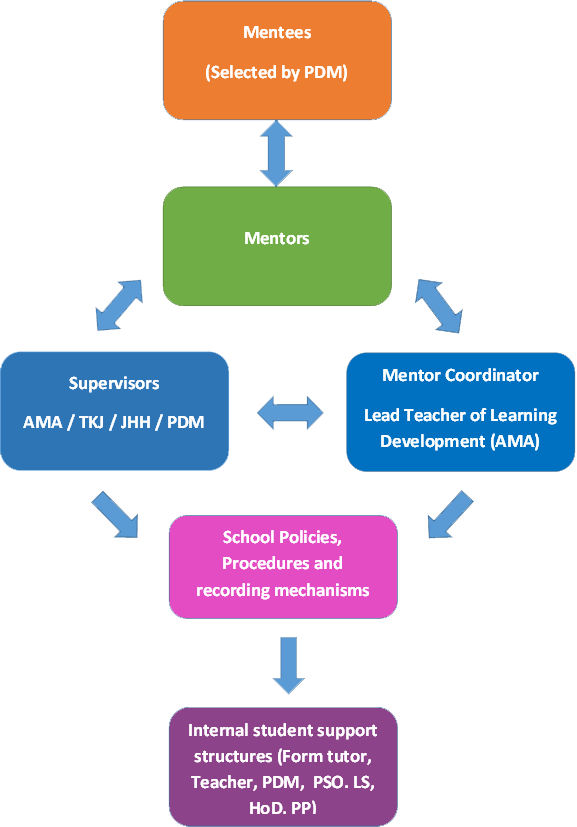 Mentees
(Selected by PDM)
Mentors
Supervisors
AMA / TKJ / JHH / PDM
Mentor Coordinator
Lead Teacher of Learning
Development (AMA)
School Policies,
Procedures and
recording mechanisms
Internal student support
structures (Form tutor,
Teacher, PDM, PSO. LS,
HoD. PP)